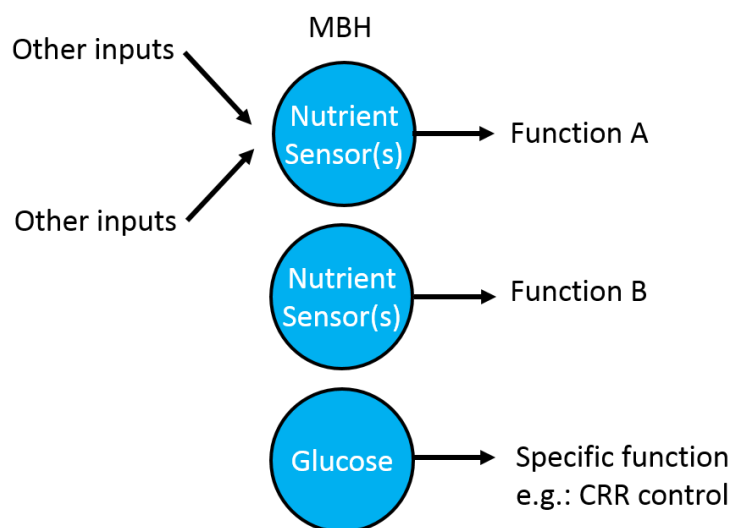 MBH
Other inputs
Nutrient
Sensor(s)
Function A
Other inputs
Nutrient
Sensor(s)
Function B
Glucose
Specific function
e.g.: CRR control